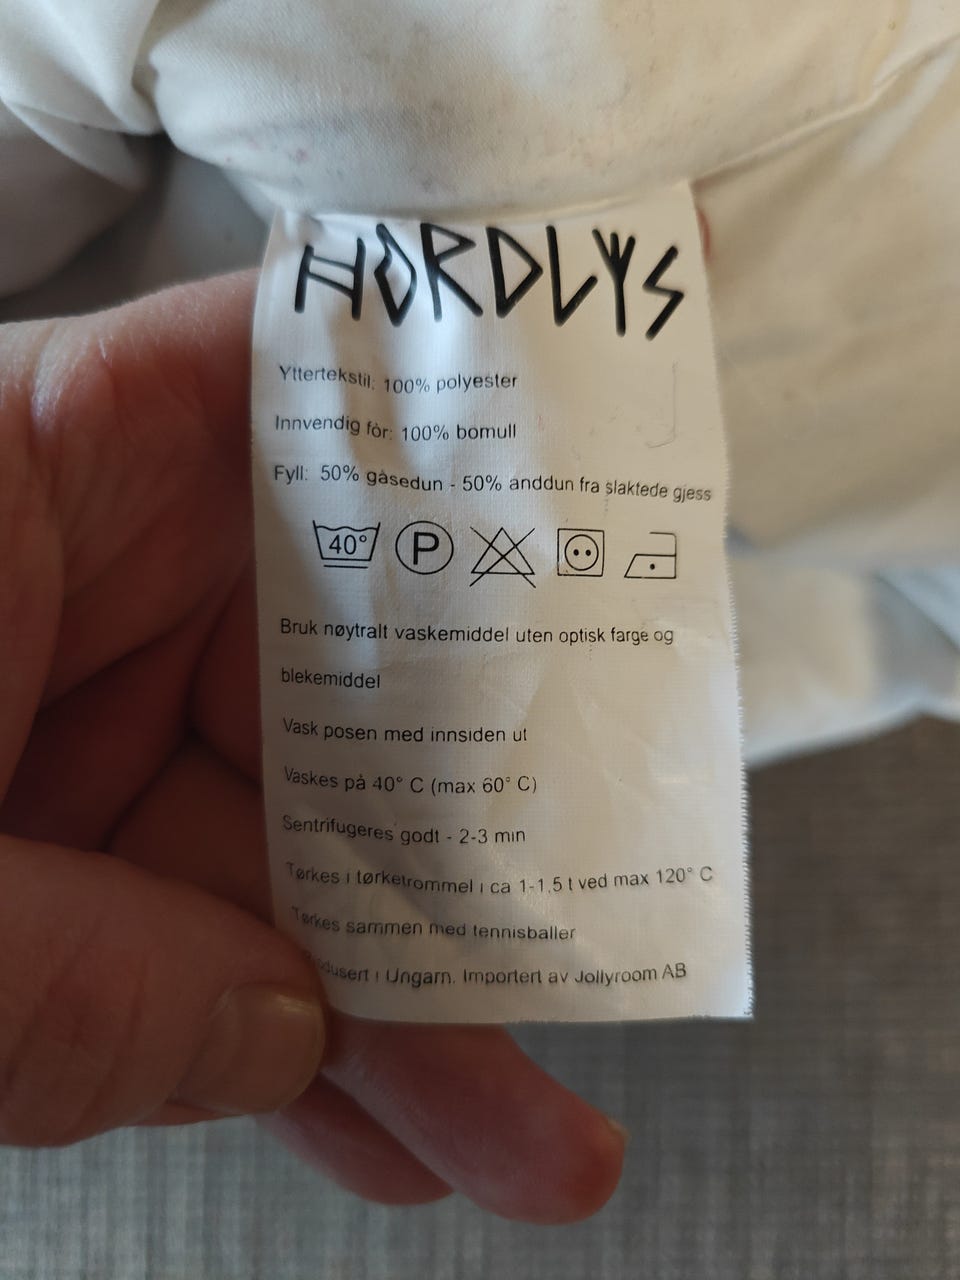 NORDLYS
Yttertekstil: 100% polyester
Innvendig fòr: 100% bomull
Fyll: 50% gåsedun - 50% anddun fra slaktede gjess
40° P
Bruk nøytralt vaskemiddel uten optisk farge og
blekemiddel
Vask posen med innsiden ut
Vaskes på 40° C (max 60° C)
Sentrifugeres godt - 2-3 min
Tørkes i tørketrommel i ca 1-1,5 t ved max 120° C
Tørkes sammen med tennisballer
Produsert i Ungarn. Importert av Jollyroom AB